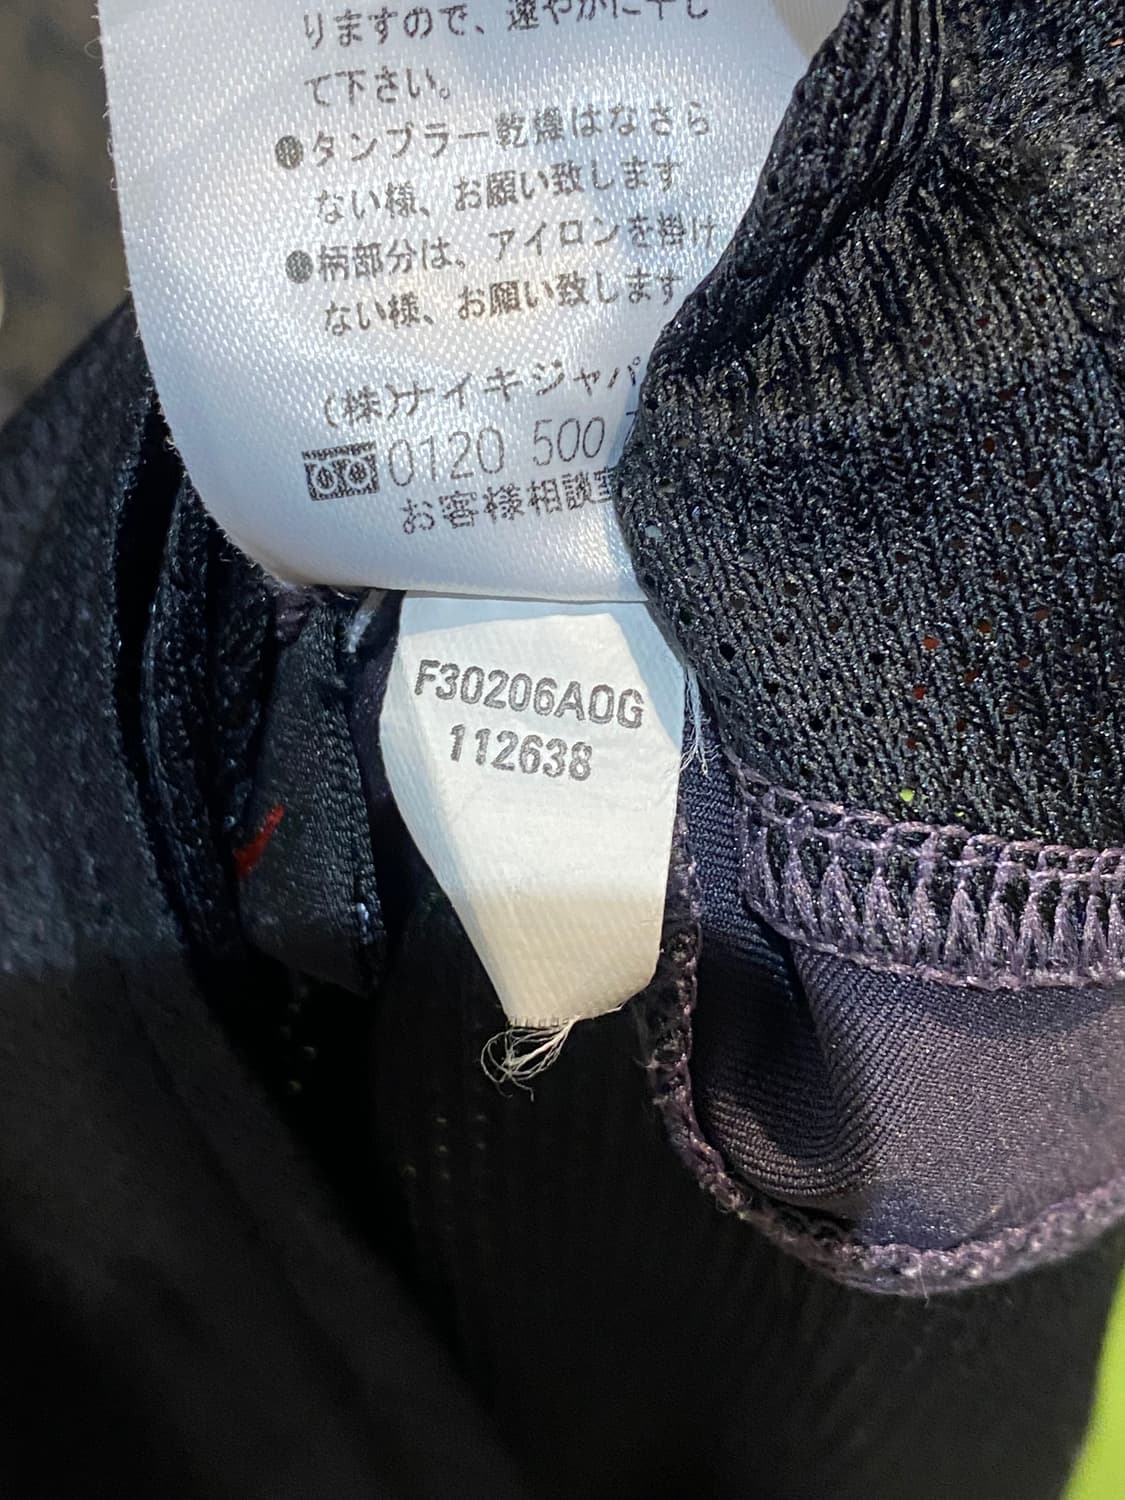 りますので、速やかに干し
て下さい。
●タンブラー乾燥はなさら
ない様、お願い致します
●柄部分は、アイロンを掛け
ない様、お願い致します
(株)ナイキジャパ
0120 500
お客様相談室
F30206A0G
112638